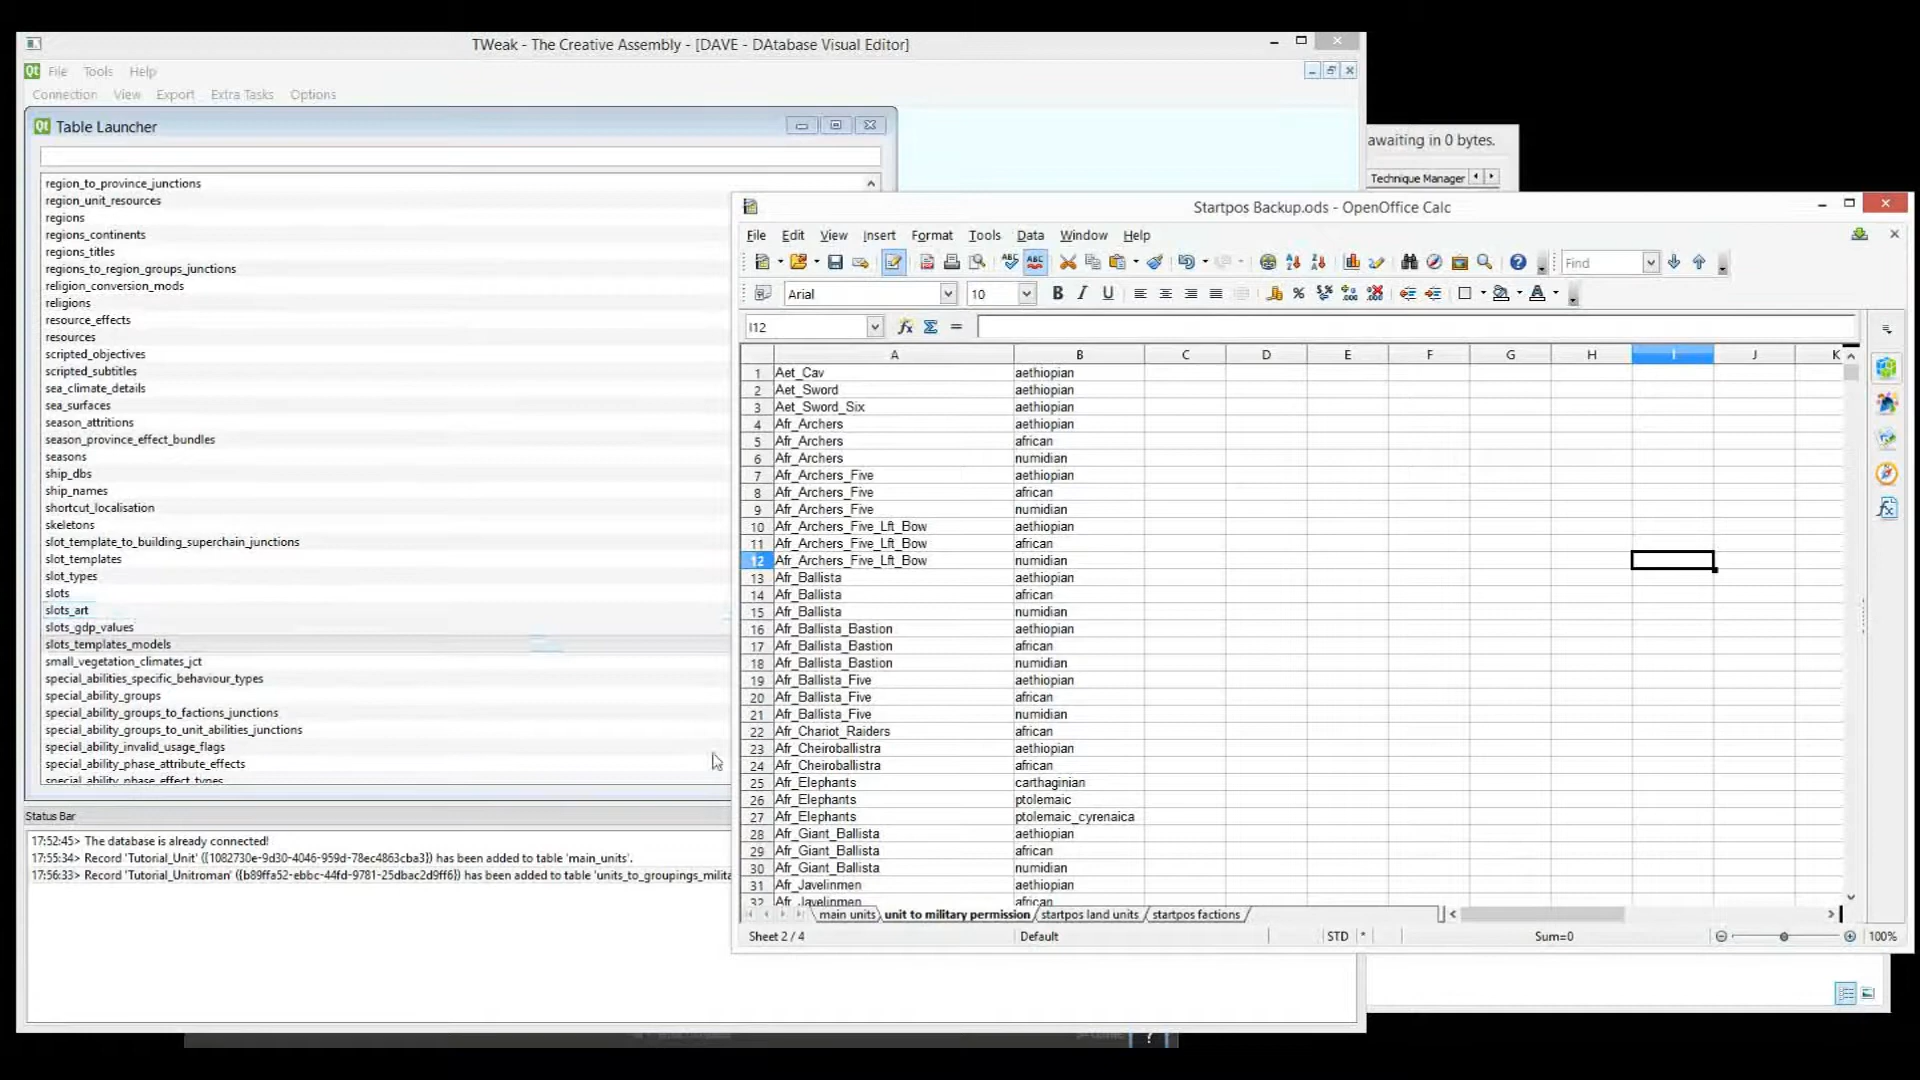 TWeak - The Creative Assembly - [DAVE - DAtabase Visual Editor]
File Tools Help
Connection View Export Extra Tasks Options
Table Launcher
region_to_province_junctions
region_unit_resources
regions
regions_continents
regions_titles
regions_to_region_groups_junctions
religion_conversion_mods
religions
resource_effects
resources
scripted_objectives
scripted_subtitles
sea_climate_details
sea_surfaces
season_attritions
season_province_effect_bundles
seasons
ship_dbs
ship_names
shortcut_localisation
skeletons
slot_template_to_building_superchain_junctions
slot_templates
slot_types
slots
slots_art
slots_gdp_values
slots_templates_models
small_vegetation_climates_jct
special_abilities_specific_behaviour_types
special_ability_groups
special_ability_groups_to_factions_junctions
special_ability_groups_to_unit_abilities_junctions
special_ability_invalid_usage_flags
special_ability_phase_attribute_effects
special_ability_phase_effect_types
Status Bar
17:52:45> The database is already connected!
17:55:34> Record 'Tutorial_Unit' ({1082730e-9d30-4046-959d-78ec4863cba3}) has been added to table 'main_units'.
17:56:33> Record 'Tutorial_Unitroman' ({b89ffa52-ebbc-44fd-9781-25dbac2d9ff6}) has been added to table 'units_to_groupings_milita
awaiting in 0 bytes.
Technique Manager
Startpos Backup.ods - OpenOffice Calc
File Edit View Insert Format Tools Data Window Help
Find
Arial 10 B I U
I12
A B C D E F G H I J K
1 Aet_Cav aethiopian
2 Aet_Sword aethiopian
3 Aet_Sword_Six aethiopian
4 Afr_Archers aethiopian
5 Afr_Archers african
6 Afr_Archers numidian
7 Afr_Archers_Five aethiopian
8 Afr_Archers_Five african
9 Afr_Archers_Five numidian
10 Afr_Archers_Five_Lft_Bow aethiopian
11 Afr_Archers_Five_Lft_Bow african
12 Afr_Archers_Five_Lft_Bow numidian
13 Afr_Ballista aethiopian
14 Afr_Ballista african
15 Afr_Ballista numidian
16 Afr_Ballista_Bastion aethiopian
17 Afr_Ballista_Bastion african
18 Afr_Ballista_Bastion numidian
19 Afr_Ballista_Five aethiopian
20 Afr_Ballista_Five african
21 Afr_Ballista_Five numidian
22 Afr_Chariot_Raiders african
23 Afr_Cheiroballistra aethiopian
24 Afr_Cheiroballistra african
25 Afr_Elephants carthaginian
26 Afr_Elephants ptolemaic
27 Afr_Elephants ptolemaic_cyrenaica
28 Afr_Giant_Ballista aethiopian
29 Afr_Giant_Ballista african
30 Afr_Giant_Ballista numidian
31 Afr_Javelinmen aethiopian
32 Afr_Javelinmen african
main units unit to military permission startpos land units startpos factions
Sheet 2 / 4 Default STD * Sum=0 100%